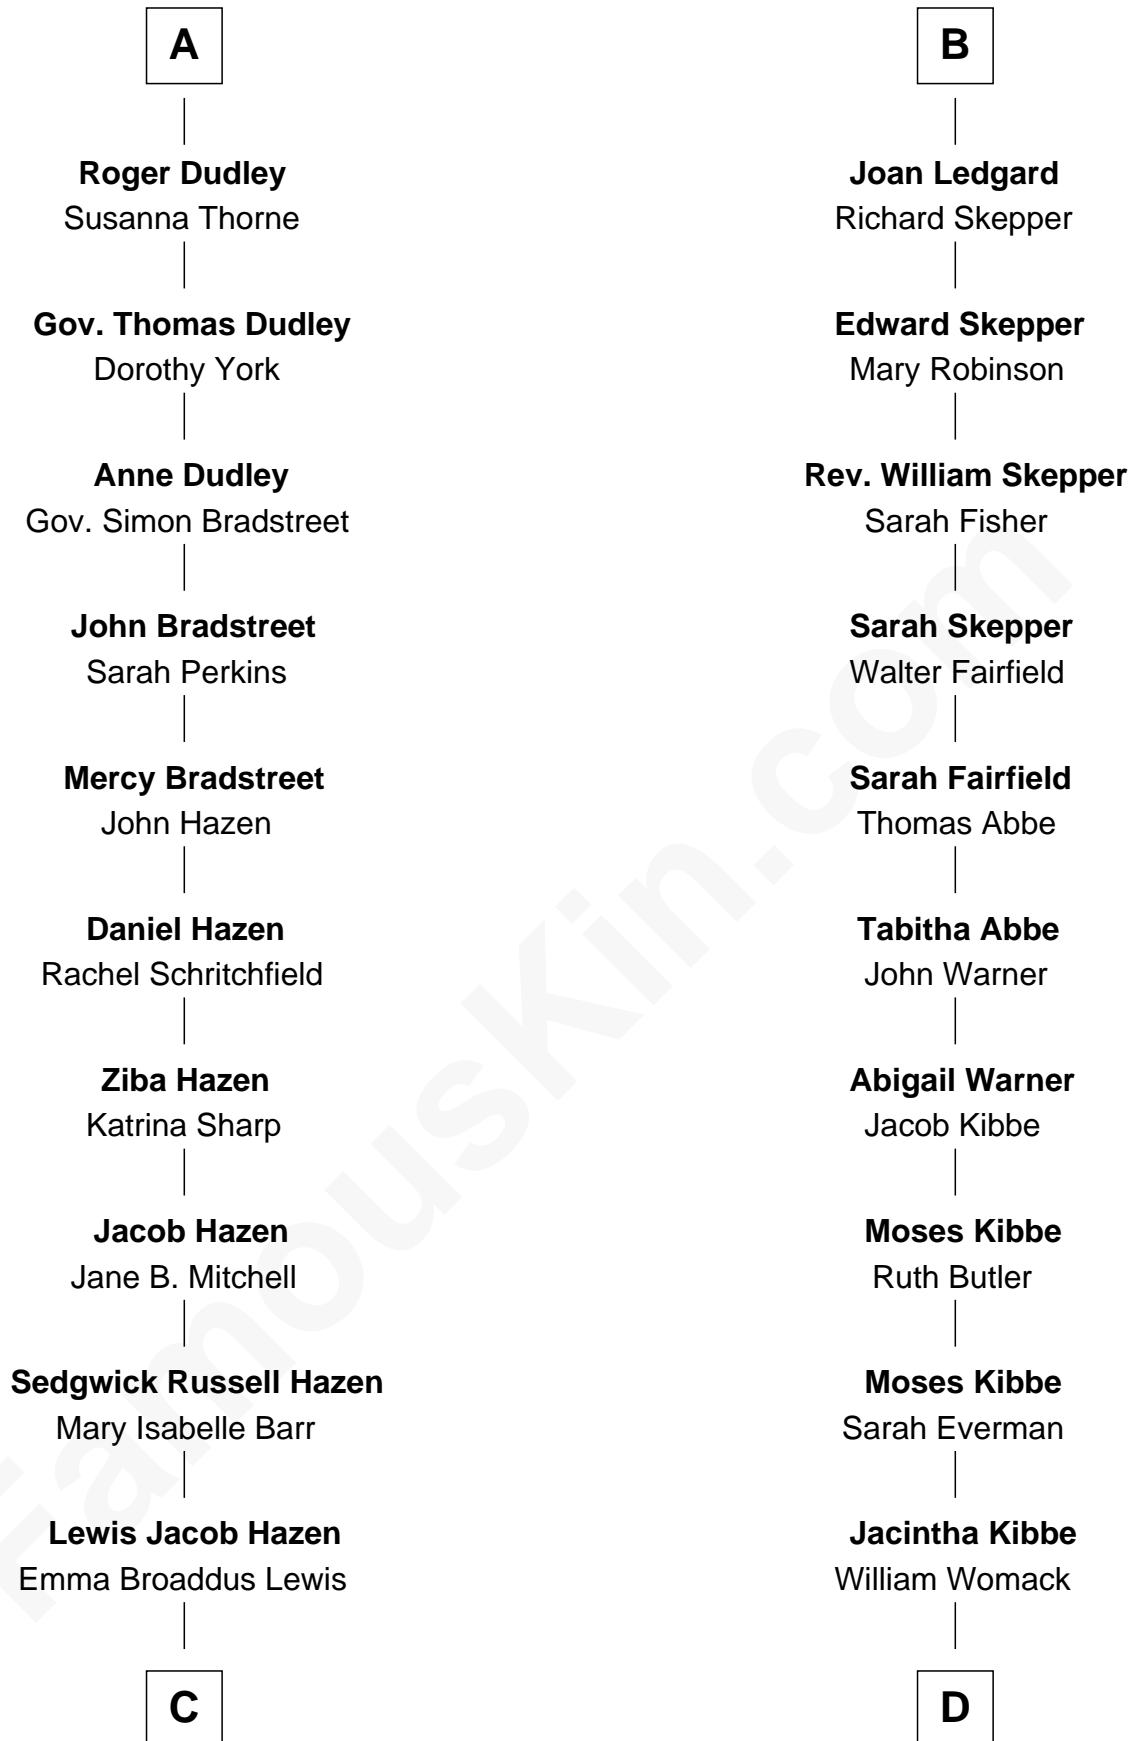 A
Roger Dudley
Susanna Thorne
Gov. Thomas Dudley
Dorothy York
Anne Dudley
Gov. Simon Bradstreet
John Bradstreet
Sarah Perkins
Mercy Bradstreet
John Hazen
Daniel Hazen
Rachel Schritchfield
Ziba Hazen
Katrina Sharp
Jacob Hazen
Jane B. Mitchell
Sedgwick Russell Hazen
Mary Isabelle Barr
Lewis Jacob Hazen
Emma Broaddus Lewis
C
B
Joan Ledgard
Richard Skepper
Edward Skepper
Mary Robinson
Rev. William Skepper
Sarah Fisher
Sarah Skepper
Walter Fairfield
Sarah Fairfield
Thomas Abbe
Tabitha Abbe
John Warner
Abigail Warner
Jacob Kibbe
Moses Kibbe
Ruth Butler
Moses Kibbe
Sarah Everman
Jacintha Kibbe
William Womack
D
FamousKin.com